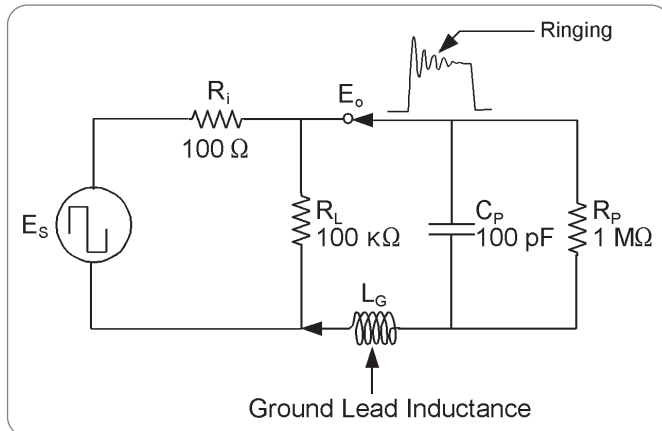 Ringing
Ri
100 Ω
Eo
ES
RL
100 KΩ
CP
100 pF
RP
1 MΩ
LG
Ground Lead Inductance